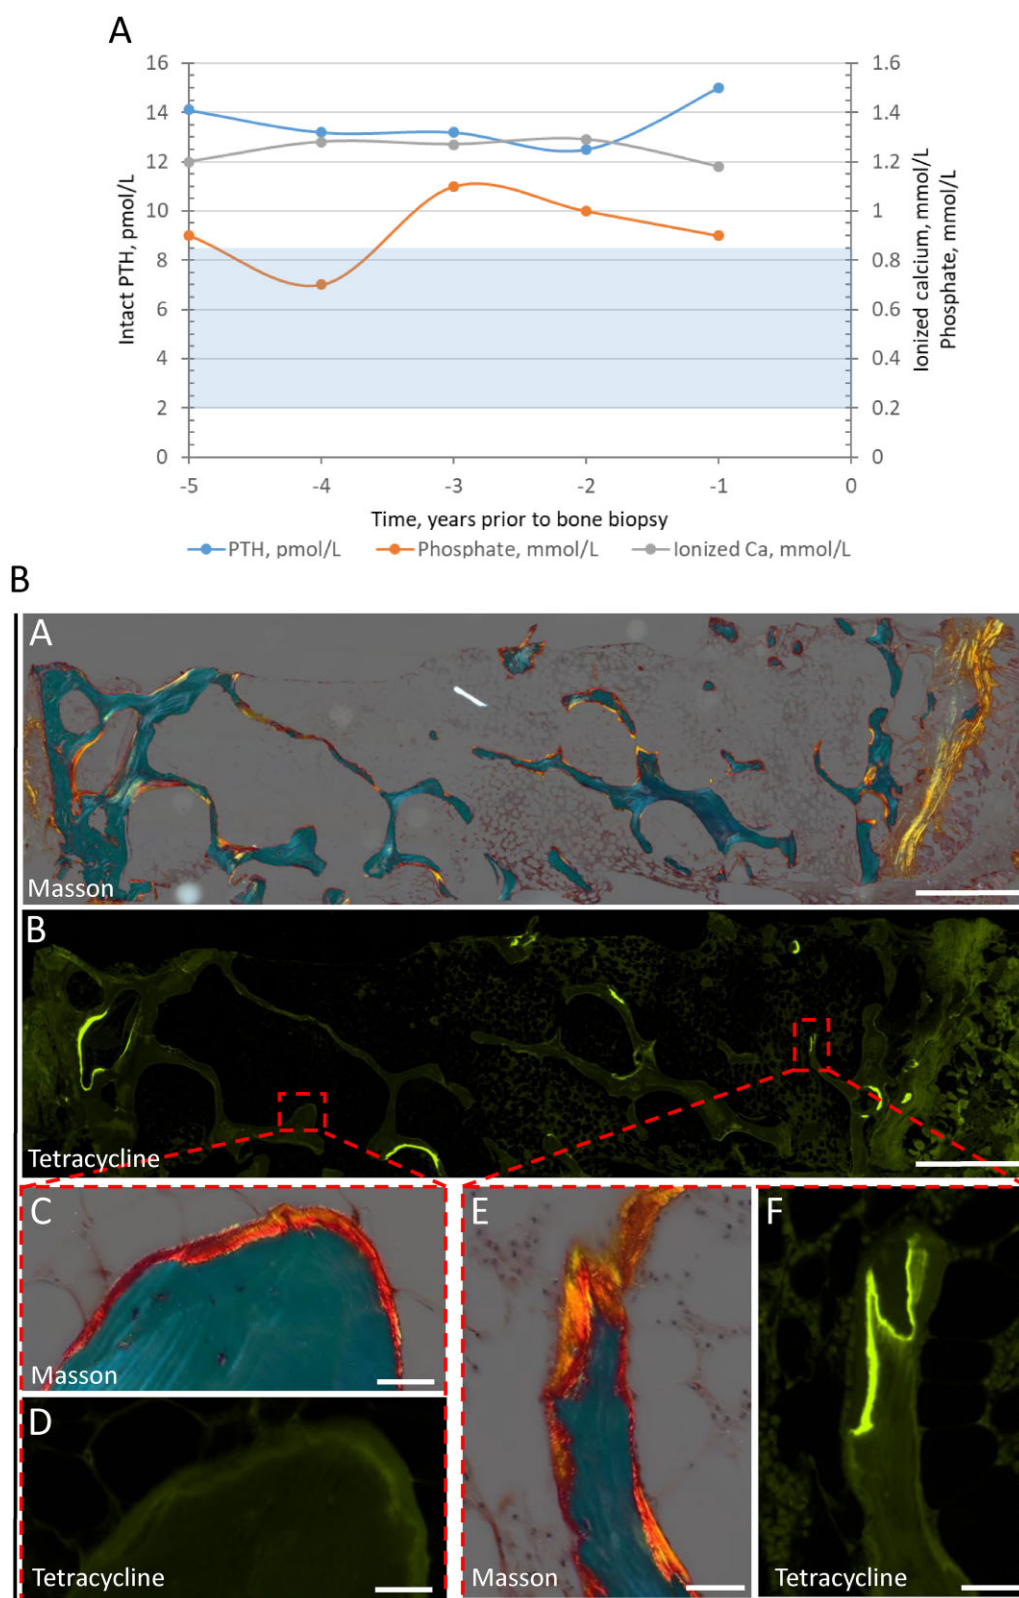 A
16
14
12
10
8
6
4
2
0
Intact PTH, pmol/L
1.6
1.4
1.2
1
0.8
0.6
0.4
0.2
0
Ionized calcium, mmol/L
Phosphate, mmol/L
-5 -4 -3 -2 -1 0
Time, years prior to bone biopsy
PTH, pmol/L Phosphate, mmol/L Ionized Ca, mmol/L
B
A
Masson
B
Tetracycline
C
Masson
D
Tetracycline
E
Masson
F
Tetracycline